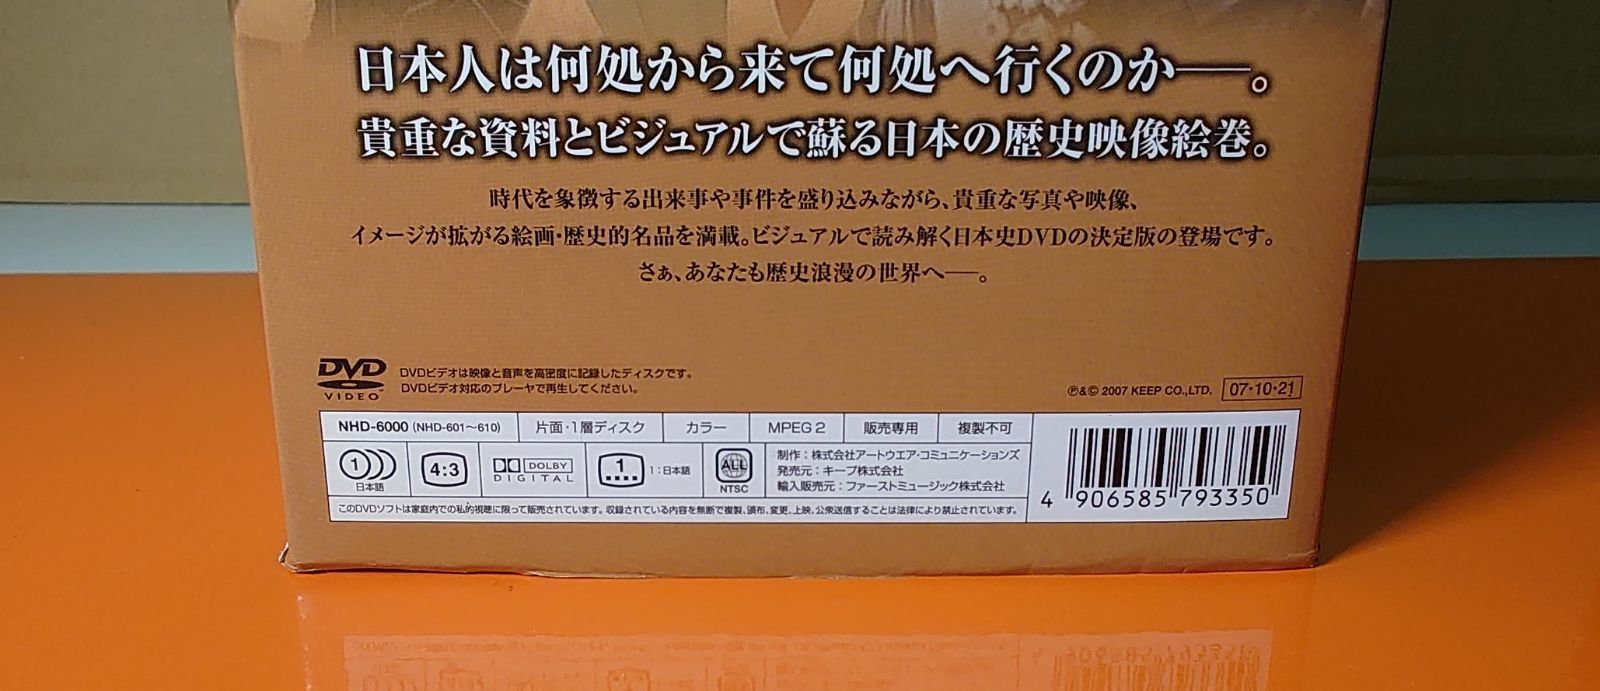 日本人は何処から来て何処へ行くのか──。
貴重な資料とビジュアルで蘇る日本の歴史映像絵巻。
時代を象徴する出来事や事件を盛り込みながら、貴重な写真や映像、
イメージが拡がる絵画・歴史的名品を満載。ビジュアルで読み解く日本史DVDの決定版の登場です。
さぁ、あなたも歴史浪漫の世界へ──。
DVD VIDEO
DVDビデオは映像と音声を高密度に記録したディスクです。
DVDビデオ対応のプレーヤで再生してください。
℗&© 2007 KEEP CO.,LTD. 07・10・21
NHD-6000 (NHD-601〜610) 片面・1層ディスク カラー MPEG 2 販売専用 複製不可
1 日本語 4:3 DOLBY DIGITAL 1 1:日本語 ALL NTSC
制作:株式会社アートウエア・コミュニケーションズ
発売元:キープ株式会社
輸入販売元:ファーストミュージック株式会社
このDVDソフトは家庭内での私的視聴に限って販売されています。収録されている内容を無断で複製、頒布、変更、上映、公衆送信することは法律により禁止されています。
4 906585 793350